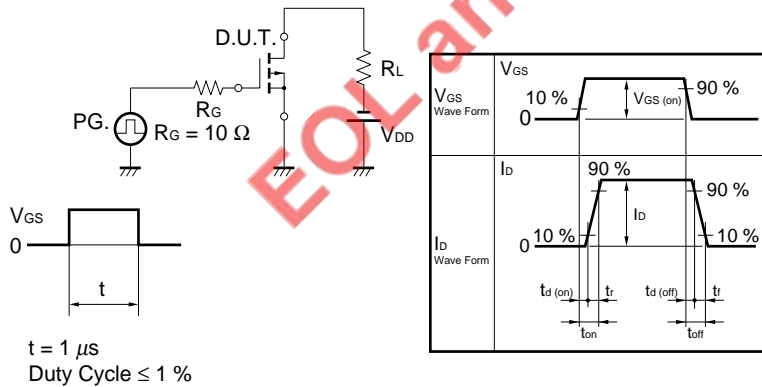 D.U.T.
RL
RG
PG.
RG = 10 Ω
VDD
VGS
0
t
t = 1 μs
Duty Cycle ≤ 1 %
VGS
Wave Form
VGS
10 %
0
VGS (on)
90 %
ID
Wave Form
ID
90 %
90 %
ID
0
10 %
10 %
td (on)
tr
td (off)
tf
ton
toff
EOL an